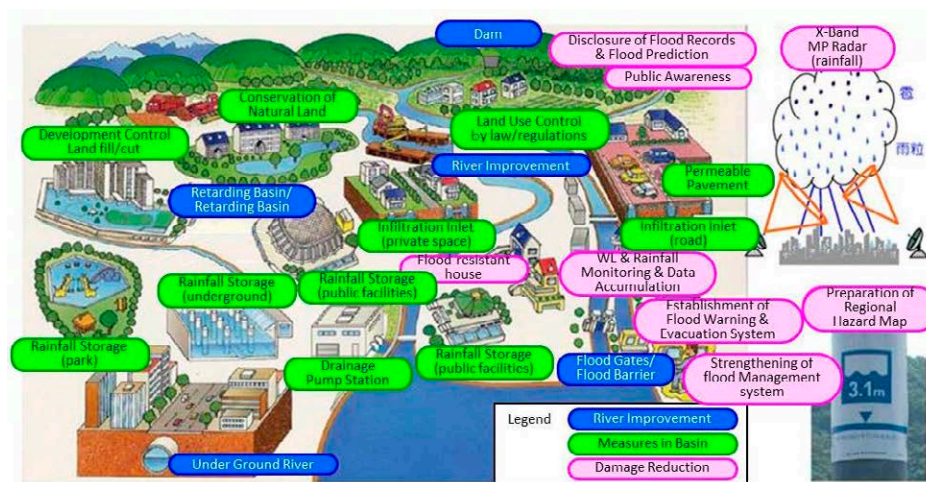 Dam
Disclosure of Flood Records
& Flood Prediction
Public Awareness
X-Band
MP Radar
(rainfall)
雹
雨粒
Conservation of
Natural Land
Development Control
Land fill/cut
Land Use Control
by law/regulations
River Improvement
Retarding Basin/
Retarding Basin
Permeable
Pavement
Infiltration Inlet
(private space)
Infiltration Inlet
(road)
Flood resistant
house
WL & Rainfall
Monitoring & Data
Accumulation
Rainfall Storage
(underground)
Rainfall Storage
(public facilities)
Establishment of
Flood Warning &
Evacuation System
Preparation of
Regional
Hazard Map
Rainfall Storage
(park)
Drainage
Pump Station
Rainfall Storage
(public facilities)
Flood Gates/
Flood Barrier
Strengthening of
flood Management
system
3.1m
Under Ground River
Legend
River Improvement
Measures in Basin
Damage Reduction